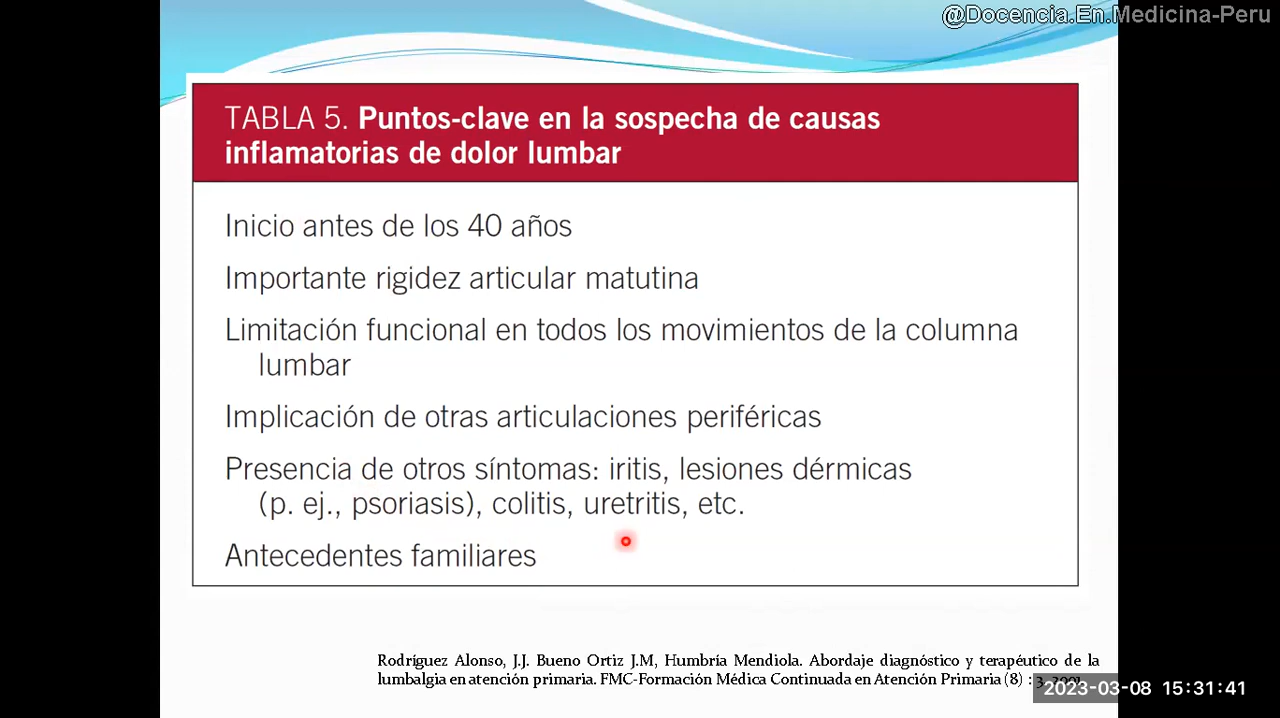 @Docencia.En.Medicina-Peru
TABLA 5. Puntos-clave en la sospecha de causas
inflamatorias de dolor lumbar
Inicio antes de los 40 años
Importante rigidez articular matutina
Limitación funcional en todos los movimientos de la columna
lumbar
Implicación de otras articulaciones periféricas
Presencia de otros síntomas: iritis, lesiones dérmicas
(p. ej., psoriasis), colitis, uretritis, etc.
Antecedentes familiares
Rodríguez Alonso, J.J. Bueno Ortiz J.M, Humbría Mendiola. Abordaje diagnóstico y terapéutico de la
lumbalgia en atención primaria. FMC-Formación Médica Continuada en Atención Primaria (8) :
2023-03-08 15:31:41